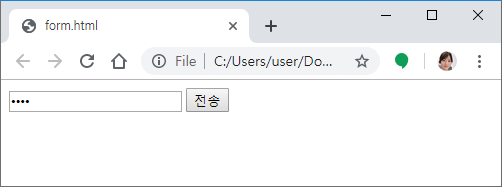 form.html
File C:/Users/user/Do...
•••• 전송